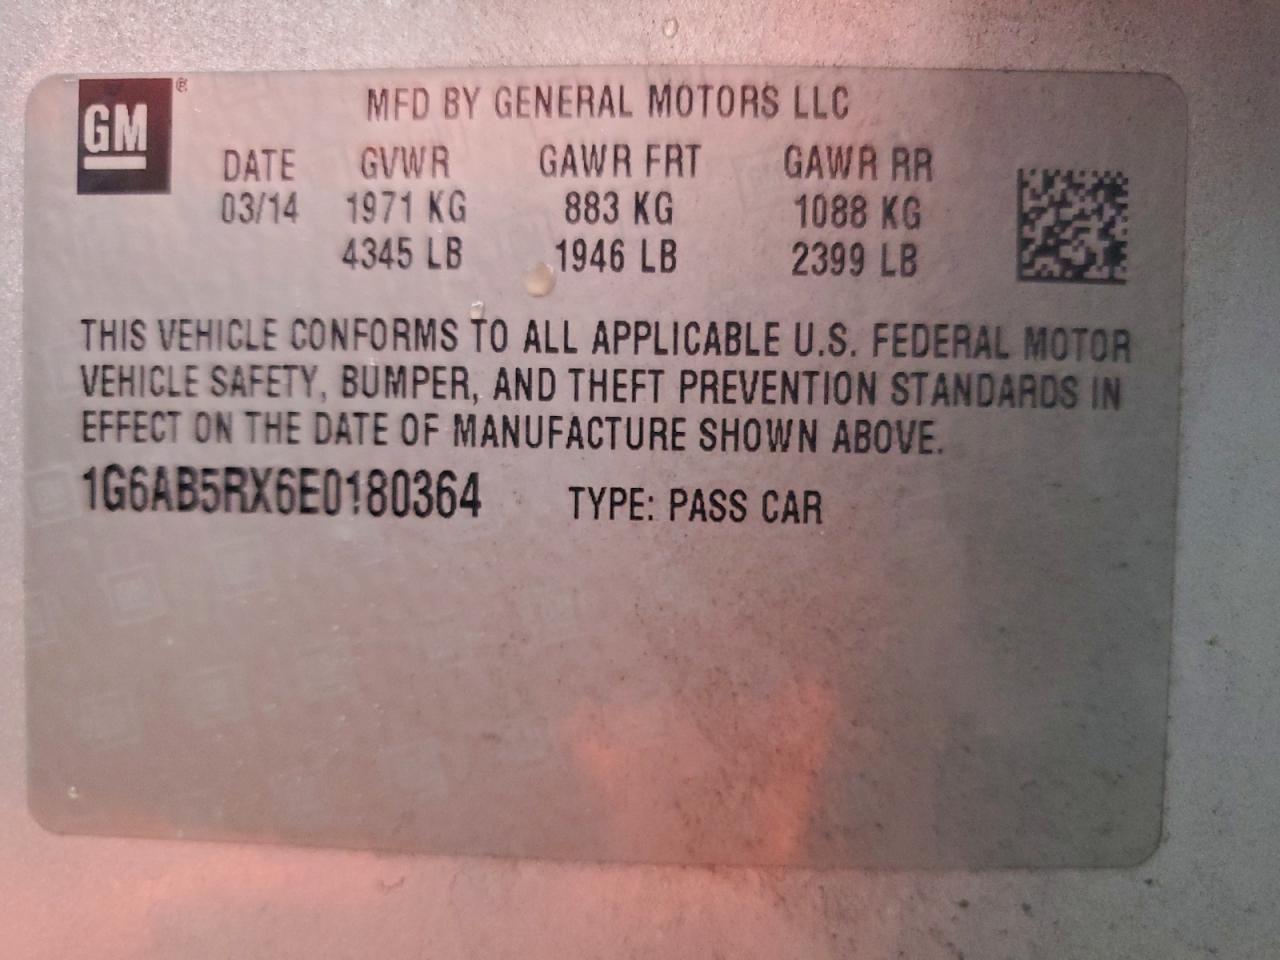 GM ®
MFD BY GENERAL MOTORS LLC
DATE GVWR GAWR FRT GAWR RR
03/14 1971 KG 883 KG 1088 KG
4345 LB 1946 LB 2399 LB
THIS VEHICLE CONFORMS TO ALL APPLICABLE U.S. FEDERAL MOTOR
VEHICLE SAFETY, BUMPER, AND THEFT PREVENTION STANDARDS IN
EFFECT ON THE DATE OF MANUFACTURE SHOWN ABOVE.
1G6AB5RX6E0180364 TYPE: PASS CAR